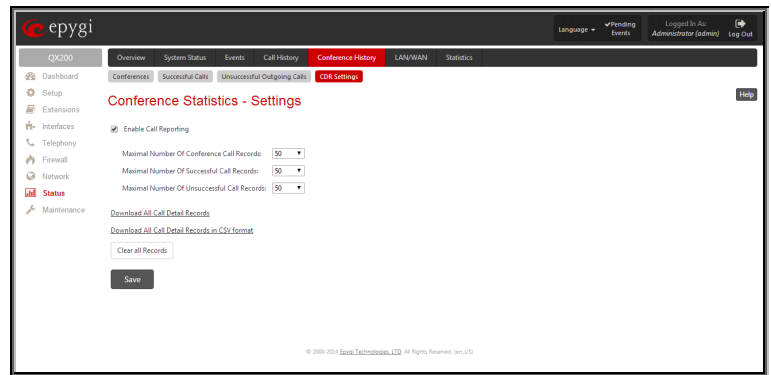 epygi
Language
Pending Events
Logged In As:
Administrator (admin)
Log Out
QX200
Overview System Status Events Call History Conference History LAN/WAN Statistics
Dashboard
Setup
Extensions
Interfaces
Telephony
Firewall
Network
Status
Maintenance
Conferences Successful Calls Unsuccessful Outgoing Calls CDR Settings
Conference Statistics - Settings
Help
Enable Call Reporting
Maximal Number Of Conference Call Records: 50
Maximal Number Of Successful Call Records: 50
Maximal Number Of Unsuccessful Call Records: 50
Download All Call Detail Records
Download All Call Detail Records in CSV format
Clear all Records
Save
© 2000-2014 Epygi Technologies, LTD. All Rights Reserved. (en_US)